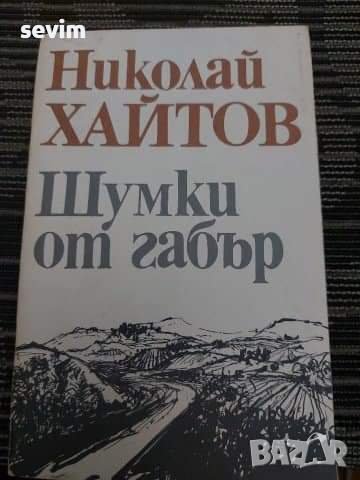 sevim
Николай
ХАЙТОВ
Шумки
от габър
BAZAR